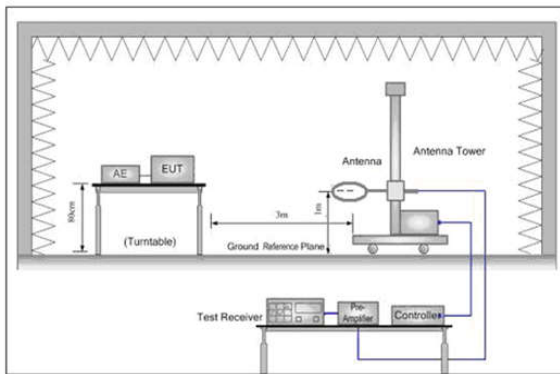 Antenna Tower
Antenna
AE
EUT
80cm
(Turntable)
3m
1m
Ground Reference Plane
Test Receiver
Pre-
Amplifier
Controller